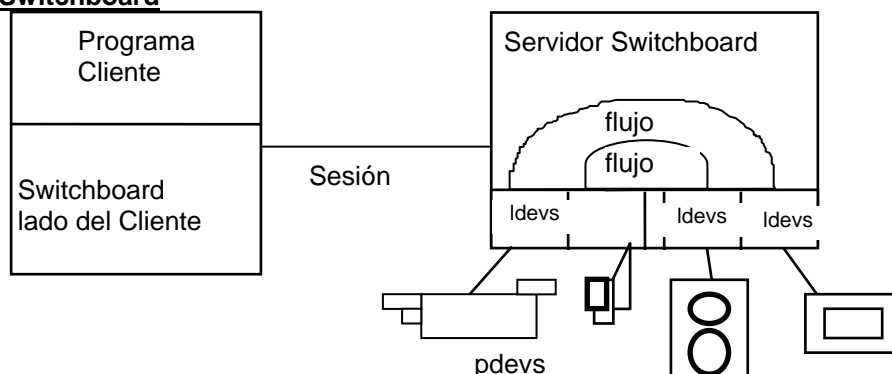 Switchboard
Programa
Cliente
Servidor Switchboard
flujo
flujo
Sesión
Switchboard
lado del Cliente
ldevs
ldevs
ldevs
pdevs